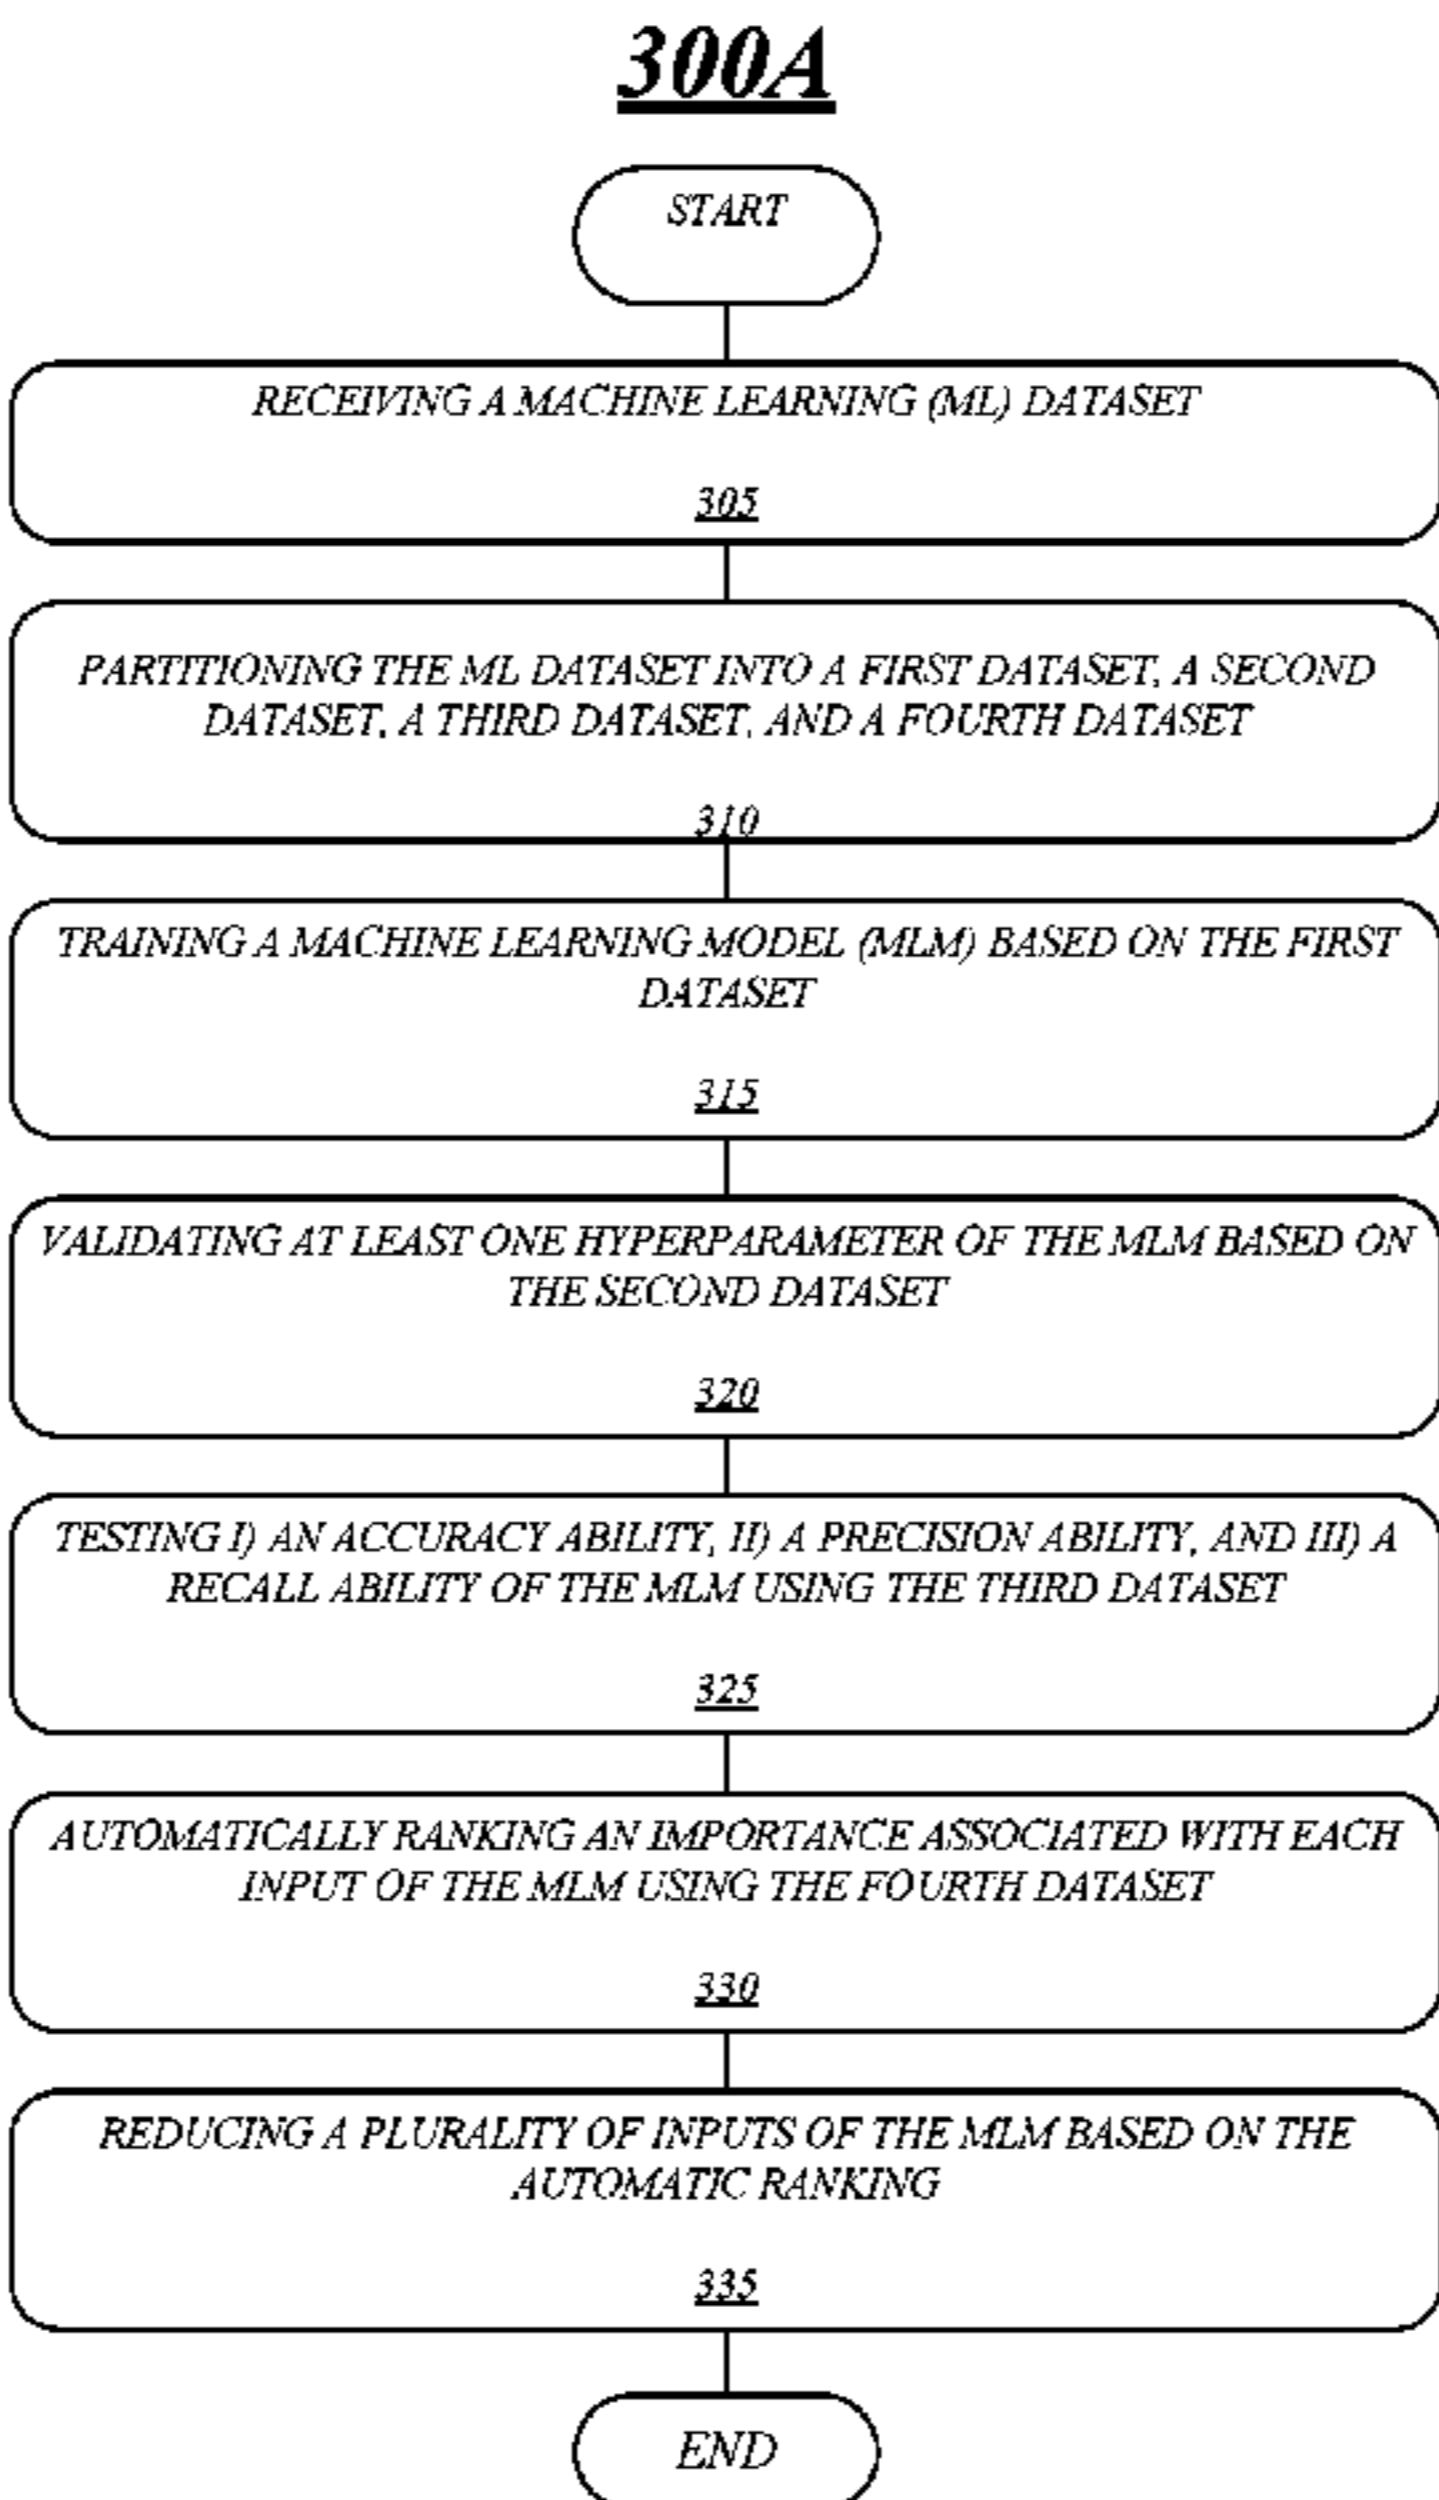 300A
START
RECEIVING A MACHINE LEARNING (ML) DATASET
305
PARTITIONING THE ML DATASET INTO A FIRST DATASET, A SECOND
DATASET, A THIRD DATASET, AND A FOURTH DATASET
310
TRAINING A MACHINE LEARNING MODEL (MLM) BASED ON THE FIRST
DATASET
315
VALIDATING AT LEAST ONE HYPERPARAMETER OF THE MLM BASED ON
THE SECOND DATASET
320
TESTING I) AN ACCURACY ABILITY, II) A PRECISION ABILITY, AND III) A
RECALL ABILITY OF THE MLM USING THE THIRD DATASET
325
AUTOMATICALLY RANKING AN IMPORTANCE ASSOCIATED WITH EACH
INPUT OF THE MLM USING THE FOURTH DATASET
330
REDUCING A PLURALITY OF INPUTS OF THE MLM BASED ON THE
AUTOMATIC RANKING
335
END